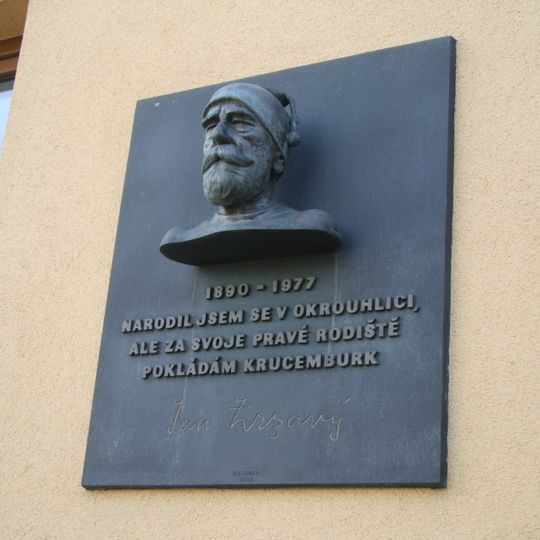 1890 - 1977
NARODIL JSEM SE V OKROUHLICI,
ALE ZA SVOJE PRAVÉ RODIŠTĚ
POKLÁDÁM KRUCEMBURK
Jan Zrzavý